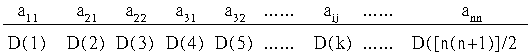 a₁₁ a₂₁ a₂₂ a₃₁ a₃₂ …… aᵢⱼ …… aₙₙ
D(1) D(2) D(3) D(4) D(5) …… D(k) …… D([n(n+1)]/2